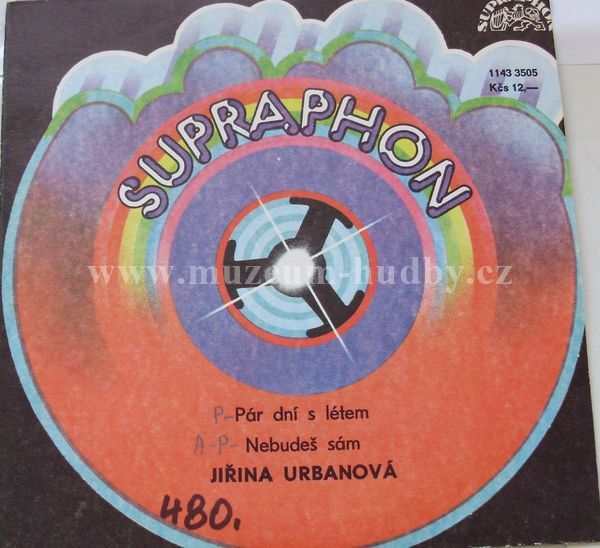 SUPRAPHON
1143 3505
Kčs 12,—
SUPRAPHON
www.muzeum-hudby.cz
P- Pár dní s létem
A-P- Nebudeš sám
JIŘINA URBANOVÁ
480.